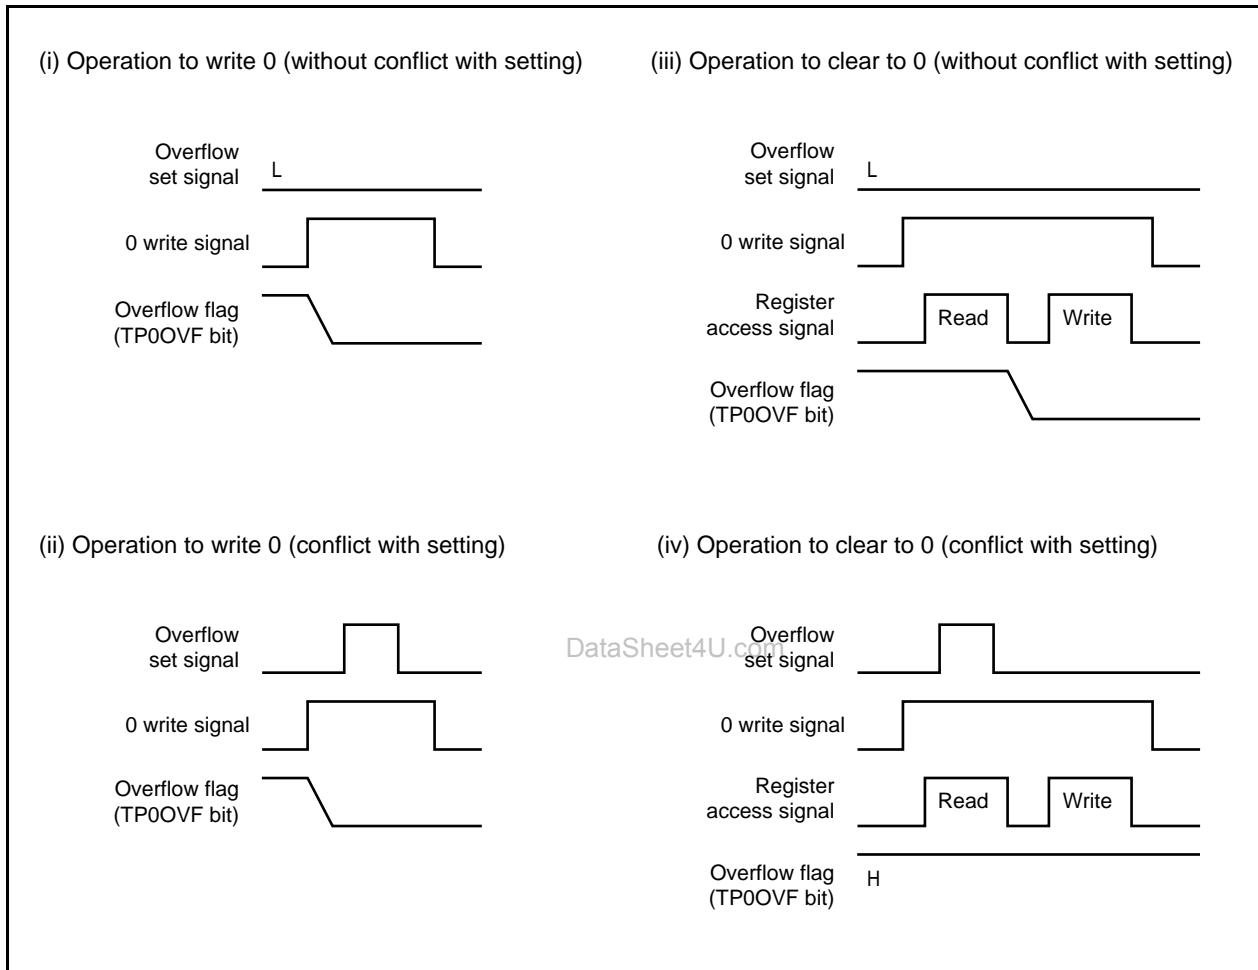 (i) Operation to write 0 (without conflict with setting)
Overflow
set signal
L
0 write signal
Overflow flag
(TP0OVF bit)
(iii) Operation to clear to 0 (without conflict with setting)
Overflow
set signal
L
0 write signal
Register
access signal
Read
Write
Overflow flag
(TP0OVF bit)
(ii) Operation to write 0 (conflict with setting)
Overflow
set signal
0 write signal
Overflow flag
(TP0OVF bit)
(iv) Operation to clear to 0 (conflict with setting)
DataSheet4U.com
Overflow
set signal
0 write signal
Register
access signal
Read
Write
Overflow flag
(TP0OVF bit)
H